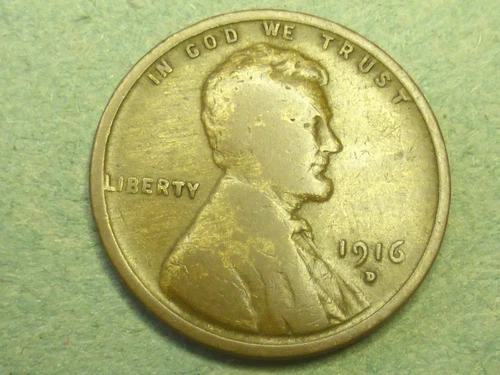 IN GOD WE TRUST
LIBERTY
1916
D